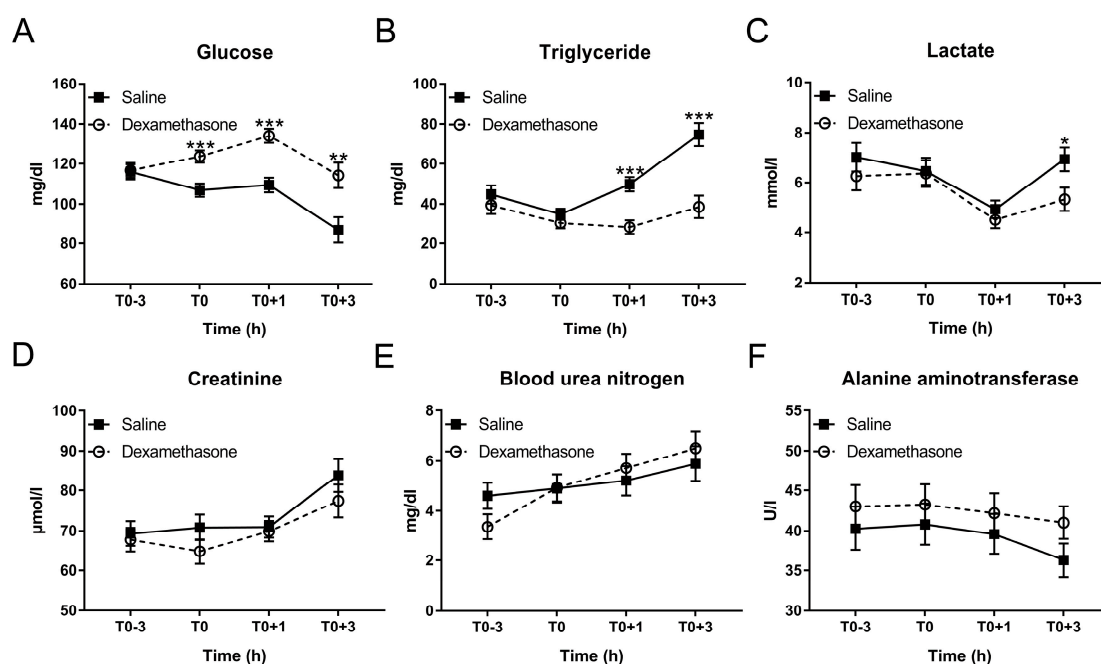 A
Glucose
mg/dl
160
140
120
100
80
60
Saline
Dexamethasone
***
***
**
T0-3
T0
T0+1
T0+3
Time (h)
B
Triglyceride
mg/dl
100
80
60
40
20
0
Saline
Dexamethasone
***
***
T0-3
T0
T0+1
T0+3
Time (h)
C
Lactate
mmol/l
10
8
6
4
2
Saline
Dexamethasone
*
T0-3
T0
T0+1
T0+3
Time (h)
D
Creatinine
µmol/l
100
90
80
70
60
50
Saline
Dexamethasone
T0-3
T0
T0+1
T0+3
Time (h)
E
Blood urea nitrogen
mg/dl
8
6
4
2
0
Saline
Dexamethasone
T0-3
T0
T0+1
T0+3
Time (h)
F
Alanine aminotransferase
U/l
55
50
45
40
35
30
Saline
Dexamethasone
T0-3
T0
T0+1
T0+3
Time (h)